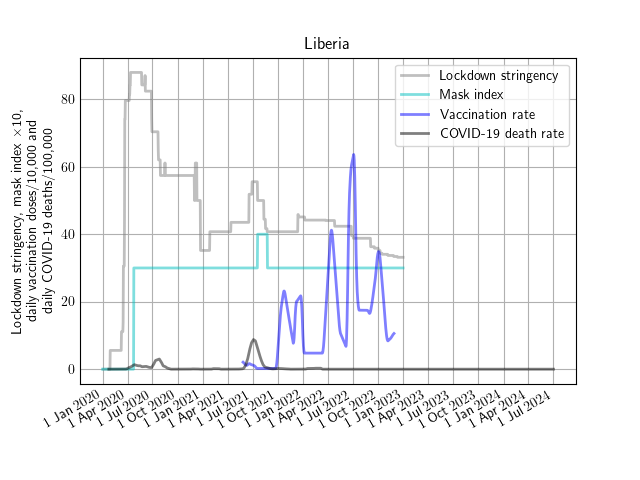 Liberia
Lockdown stringency
Mask index
Vaccination rate
COVID-19 death rate
Lockdown stringency, mask index ×10,
daily vaccination doses/10,000 and
daily COVID-19 deaths/100,000
80
60
40
20
0
1 Jan 2020
1 Apr 2020
1 Jul 2020
1 Oct 2020
1 Jan 2021
1 Apr 2021
1 Jul 2021
1 Oct 2021
1 Jan 2022
1 Apr 2022
1 Jul 2022
1 Oct 2022
1 Jan 2023
1 Apr 2023
1 Jul 2023
1 Oct 2023
1 Jan 2024
1 Apr 2024
1 Jul 2024